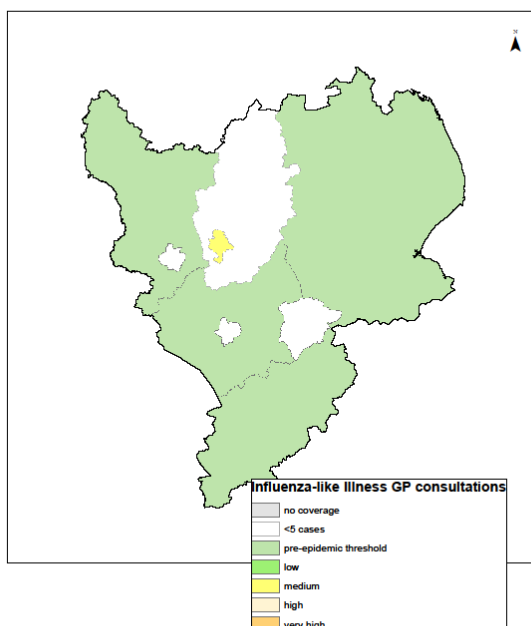 N
Influenza-like Illness GP consultations
no coverage
<5 cases
pre-epidemic threshold
low
medium
high
very high